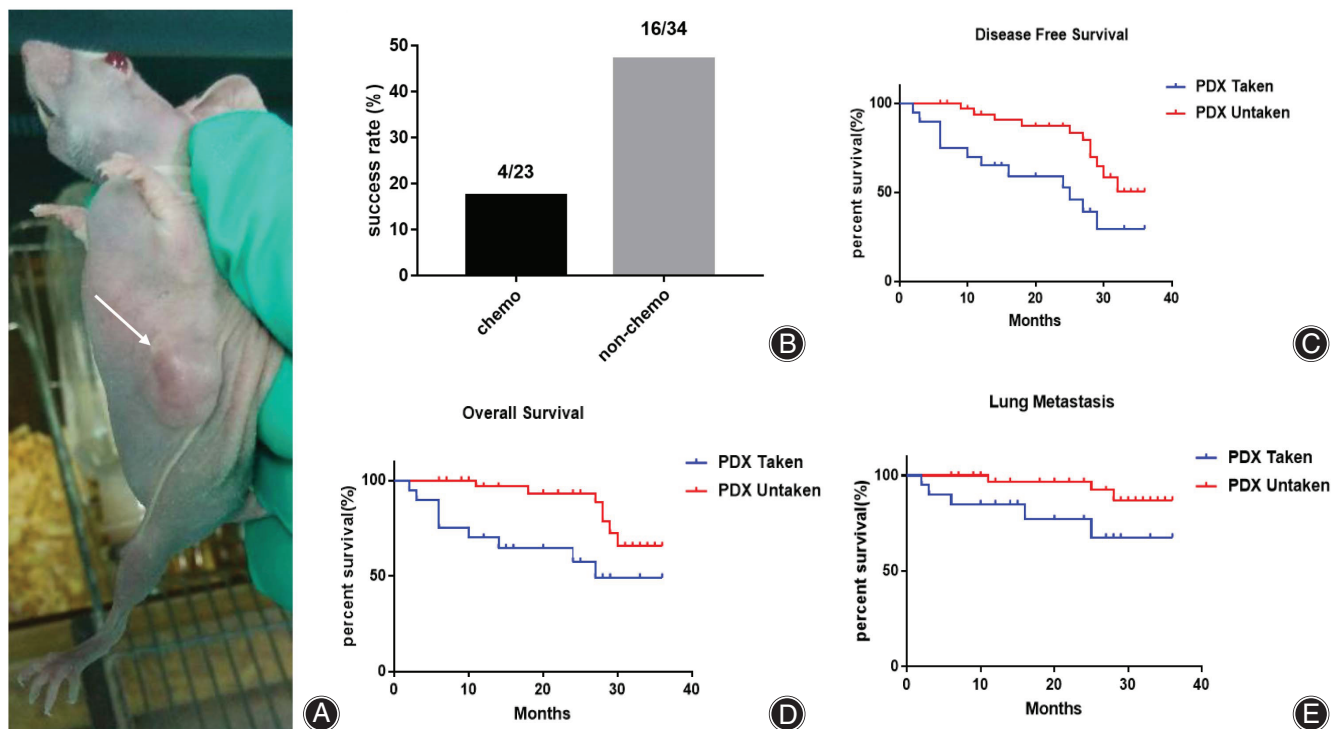 A
16/34
50
40
30
20
10
0
success rate (%)
4/23
chemo
non-chemo
B
Disease Free Survival
PDX Taken
PDX Untaken
100
50
0
percent survival(%)
0 10 20 30 40
Months
C
Overall Survival
PDX Taken
PDX Untaken
100
50
0
percent survival(%)
0 10 20 30 40
Months
D
Lung Metastasis
PDX Taken
PDX Untaken
100
50
0
percent survival(%)
0 10 20 30 40
Months
E